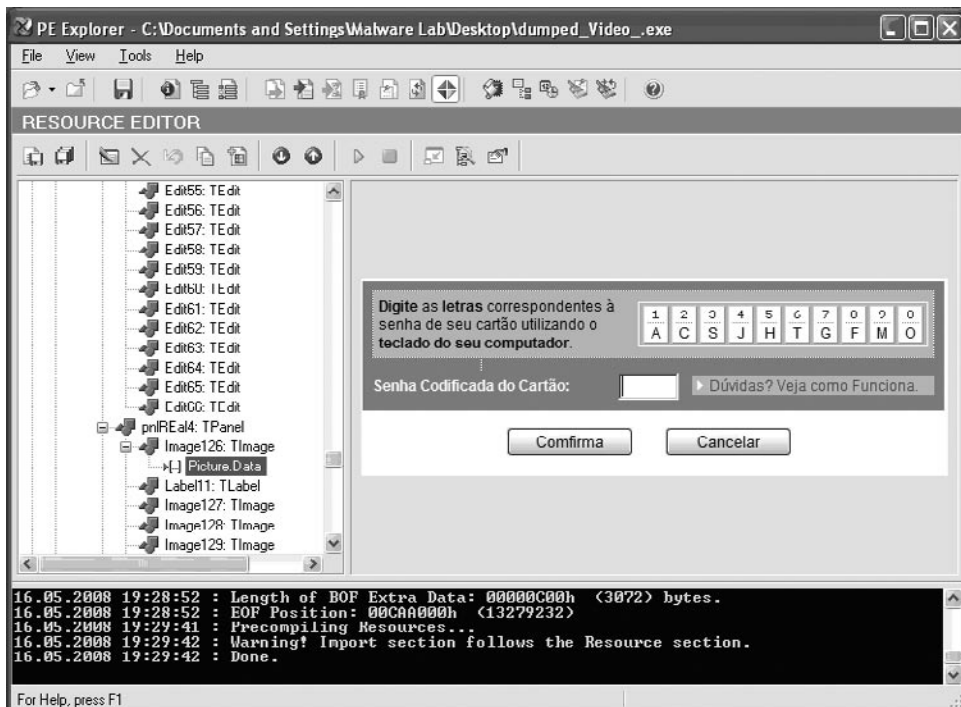 PE Explorer - C:\Documents and Settings\Malware Lab\Desktop\dumped_Video_.exe
File View Tools Help
RESOURCE EDITOR
Edit55: TEdit
Edit56: TEdit
Edit57: TEdit
Edit58: TEdit
Edit59: TEdit
Edit60: TEdit
Edit61: TEdit
Edit62: TEdit
Edit63: TEdit
Edit64: TEdit
Edit65: TEdit
Edit66: TEdit
pnlREal4: TPanel
Image126: TImage
Picture.Data
Label11: TLabel
Image127: TImage
Image128: TImage
Image129: TImage
Digite as letras correspondentes à
senha de seu cartão utilizando o
teclado do seu computador.
1 2 3 4 5 6 7
A C S J H T G F M O
Senha Codificada do Cartão:
Dúvidas? Veja como Funciona.
Comfirma Cancelar
16.05.2008 19:28:52 : Length of BOF Extra Data: 00000C00h (3072) bytes.
16.05.2008 19:28:52 : EOF Position: 00CAA000h (13279232)
16.05.2008 19:29:41 : Precompiling Resources...
16.05.2008 19:29:42 : Warning! Import section follows the Resource section.
16.05.2008 19:29:42 : Done.
For Help, press F1